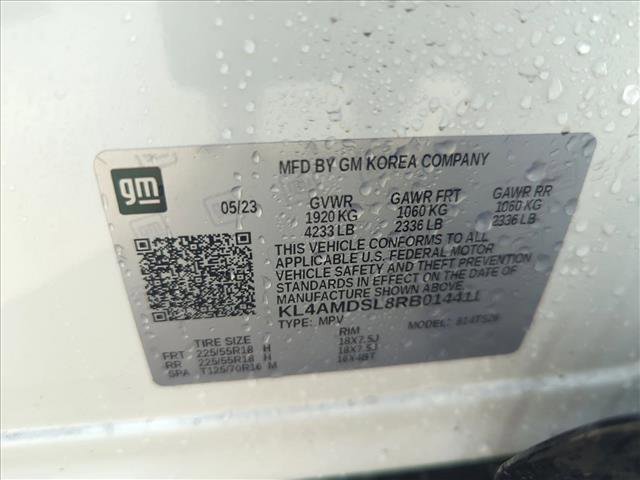 gm
MFD BY GM KOREA COMPANY
05/23 GVWR GAWR FRT GAWR RR
1920 KG 1060 KG 1060 KG
4233 LB 2336 LB 2336 LB
THIS VEHICLE CONFORMS TO ALL
APPLICABLE U.S. FEDERAL MOTOR
VEHICLE SAFETY AND THEFT PREVENTION
STANDARDS IN EFFECT ON THE DATE OF
MANUFACTURE SHOWN ABOVE.
KL4AMDSL8RB014411
TYPE: MPV MODEL:
TIRE SIZE RIM
FRT 225/55R18 H 18X7.5J
RR 225/55R18 H 18X7.5J
SPA T125/70R16 M 16X4BT